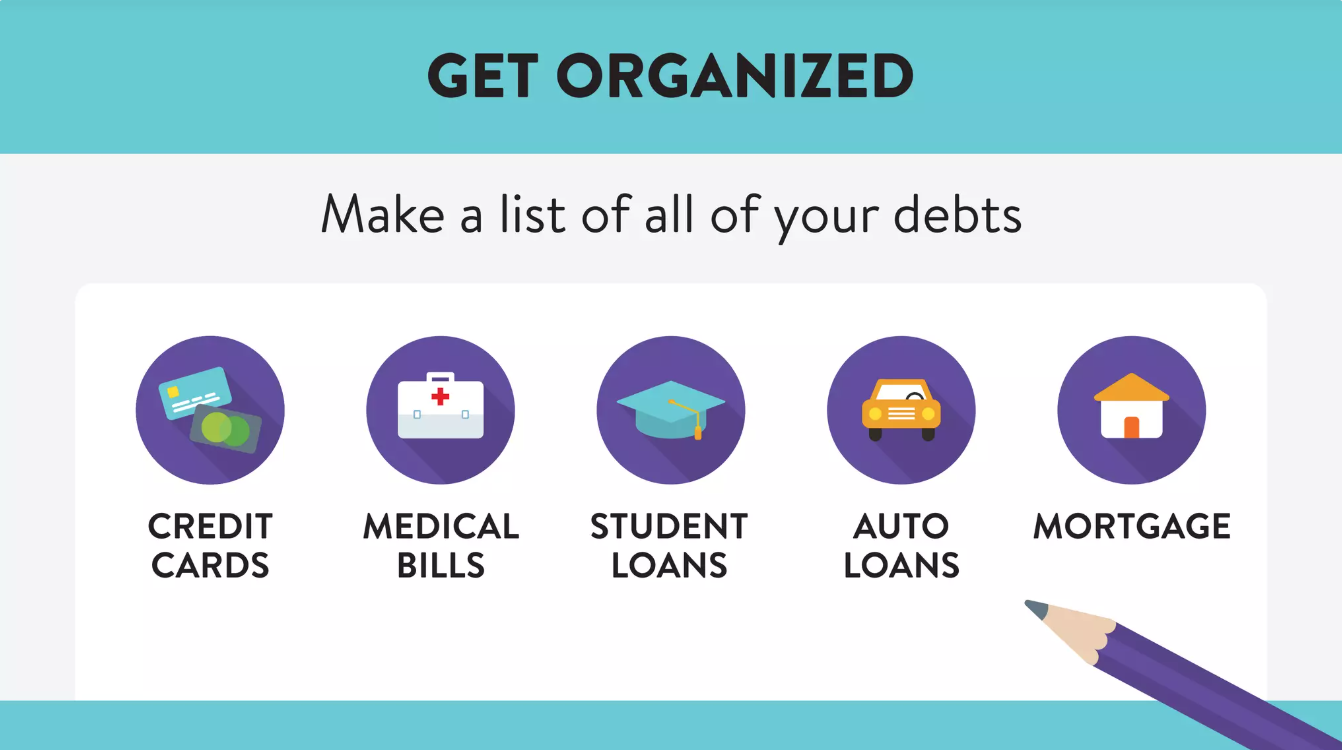 GET ORGANIZED
Make a list of all of your debts
CREDIT
CARDS
MEDICAL
BILLS
STUDENT
LOANS
AUTO
LOANS
MORTGAGE